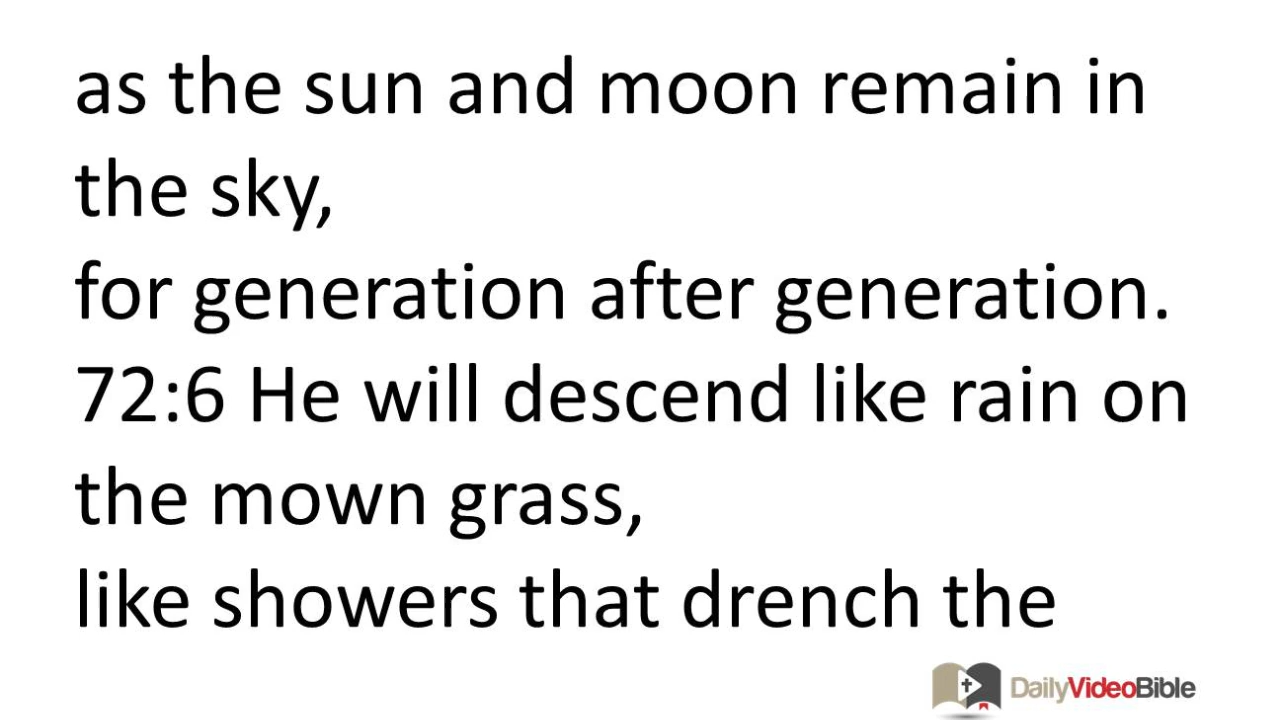 as the sun and moon remain in
the sky,
for generation after generation.
72:6 He will descend like rain on
the mown grass,
like showers that drench the
DailyVideoBible